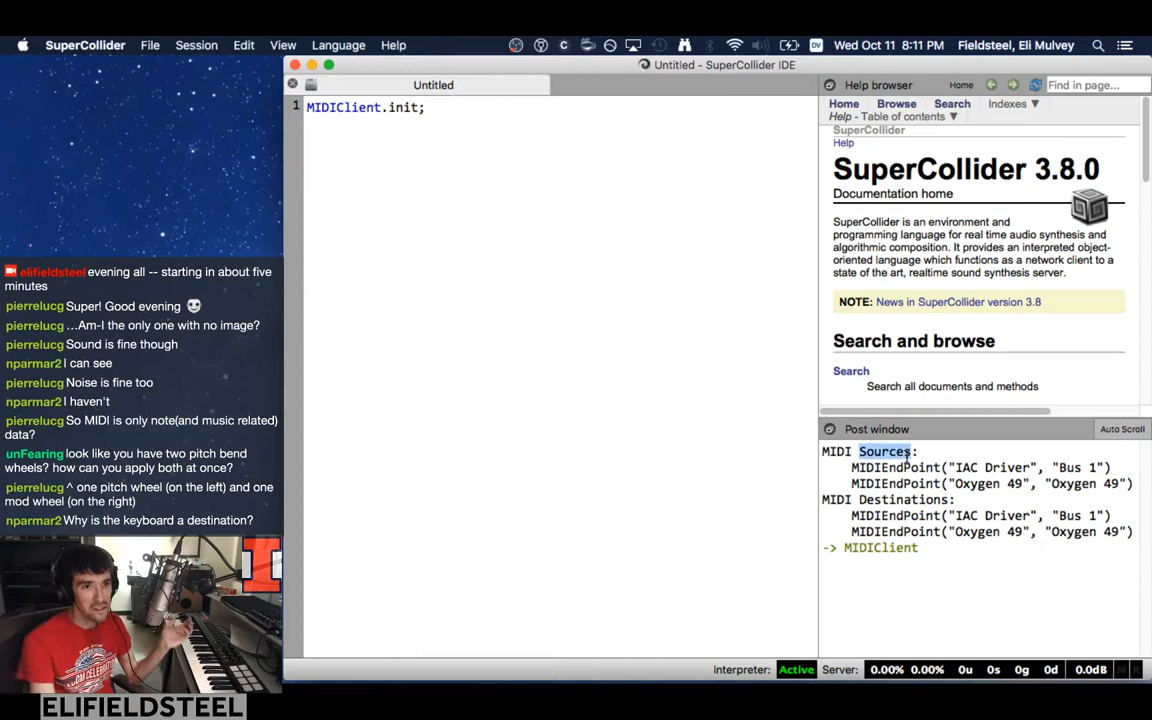 SuperCollider File Session Edit View Language Help
DV Wed Oct 11 8:11 PM Fieldsteel, Eli Mulvey
Untitled - SuperCollider IDE
Untitled
1 MIDIClient.init;
Help browser Home Find in page...
Home Browse Search Indexes ▼
Help - Table of contents ▼
SuperCollider
Help
SuperCollider 3.8.0
Documentation home
SuperCollider is an environment and
programming language for real time audio synthesis and
algorithmic composition. It provides an interpreted object-
oriented language which functions as a network client to a
state of the art, realtime sound synthesis server.
NOTE: News in SuperCollider version 3.8
Search and browse
Search
Search all documents and methods
Post window Auto Scroll
MIDI Sources:
MIDIEndPoint("IAC Driver", "Bus 1")
MIDIEndPoint("Oxygen 49", "Oxygen 49")
MIDI Destinations:
MIDIEndPoint("IAC Driver", "Bus 1")
MIDIEndPoint("Oxygen 49", "Oxygen 49")
-> MIDIClient
Interpreter: Active Server: 0.00% 0.00% 0u 0s 0g 0d 0.0dB M R
elifieldsteel evening all -- starting in about five
minutes
pierrelucg Super! Good evening
pierrelucg ...Am-I the only one with no image?
pierrelucg Sound is fine though
nparmar2 I can see
pierrelucg Noise is fine too
nparmar2 I haven't
pierrelucg So MIDI is only note(and music related)
data?
unFearing look like you have two pitch bend
wheels? how can you apply both at once?
pierrelucg ^ one pitch wheel (on the left) and one
mod wheel (on the right)
nparmar2 Why is the keyboard a destination?
ELIFIELDSTEEL